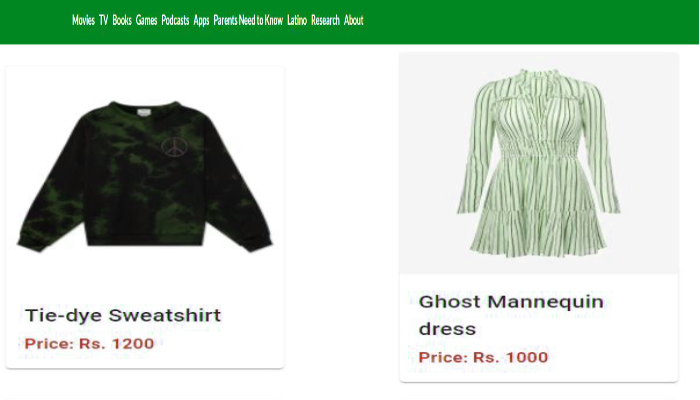 Movies TV Books Games Podcasts Apps Parents Need to Know Latino Research About
Tie-dye Sweatshirt
Price: Rs. 1200
Ghost Mannequin
dress
Price: Rs. 1000